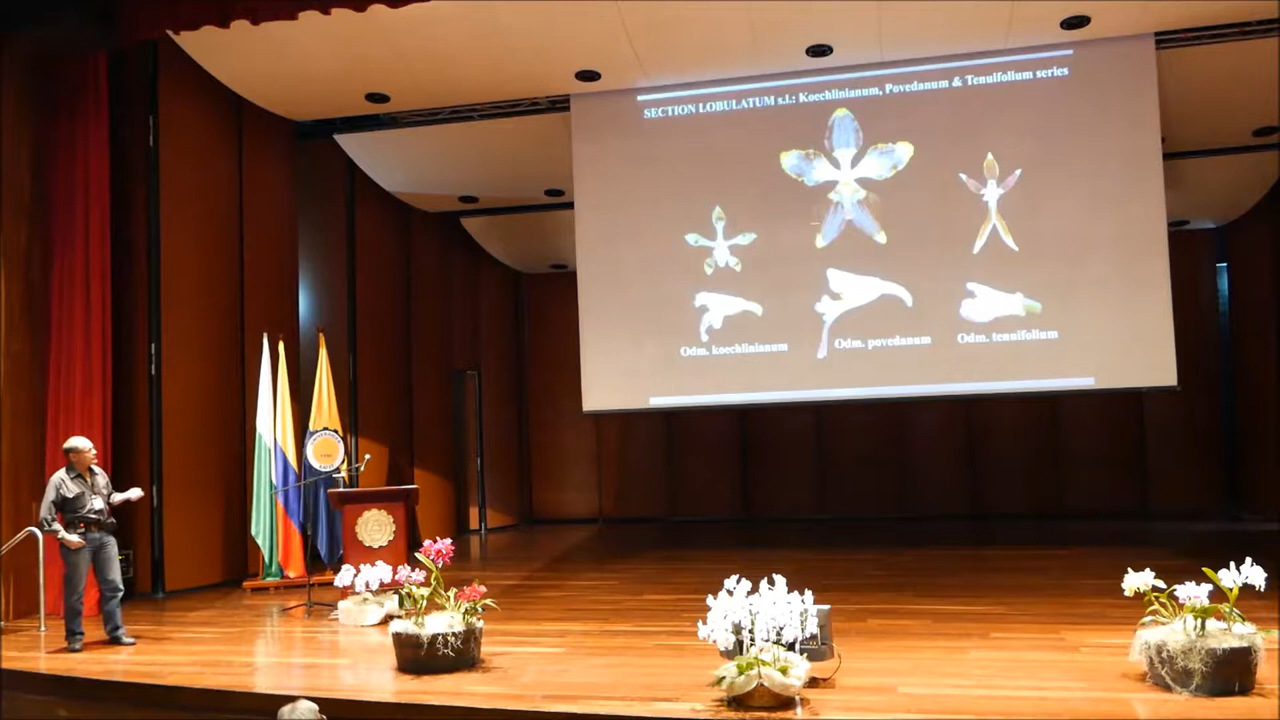 SECTION LOBULATUM s.l.: Koechlinianum, Povedanum & Tenuifolium series
Odm. koechlinianum
Odm. povedanum
Odm. tenuifolium